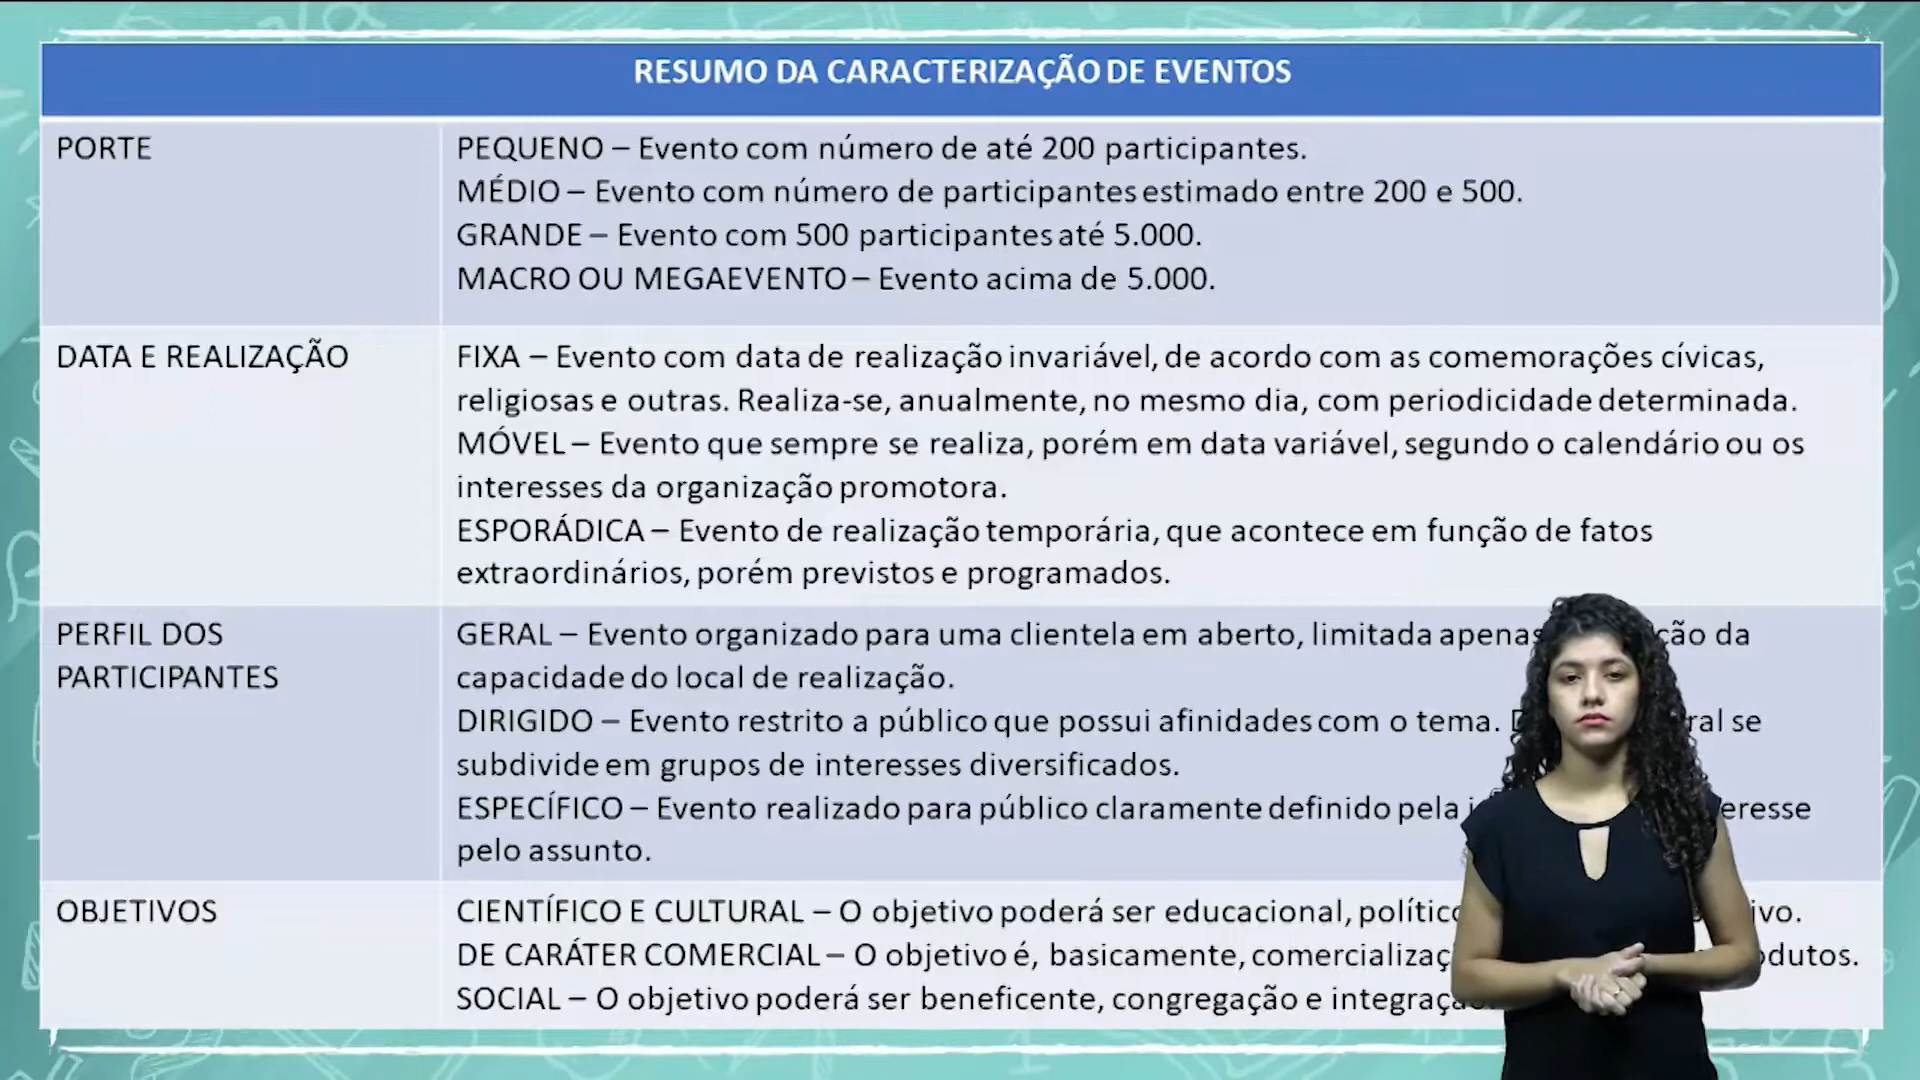 RESUMO DA CARACTERIZAÇÃO DE EVENTOS
PORTE
PEQUENO – Evento com número de até 200 participantes.
MÉDIO – Evento com número de participantes estimado entre 200 e 500.
GRANDE – Evento com 500 participantes até 5.000.
MACRO OU MEGAEVENTO – Evento acima de 5.000.
DATA E REALIZAÇÃO
FIXA – Evento com data de realização invariável, de acordo com as comemorações cívicas,
religiosas e outras. Realiza-se, anualmente, no mesmo dia, com periodicidade determinada.
MÓVEL – Evento que sempre se realiza, porém em data variável, segundo o calendário ou os
interesses da organização promotora.
ESPORÁDICA – Evento de realização temporária, que acontece em função de fatos
extraordinários, porém previstos e programados.
PERFIL DOS
PARTICIPANTES
GERAL – Evento organizado para uma clientela em aberto, limitada apenas da
capacidade do local de realização.
DIRIGIDO – Evento restrito a público que possui afinidades com o tema. se
subdivide em grupos de interesses diversificados.
ESPECÍFICO – Evento realizado para público claramente definido pela
pelo assunto.
OBJETIVOS
CIENTÍFICO E CULTURAL – O objetivo poderá ser educacional,
DE CARÁTER COMERCIAL – O objetivo é, basicamente,
SOCIAL – O objetivo poderá ser beneficente, congregação e